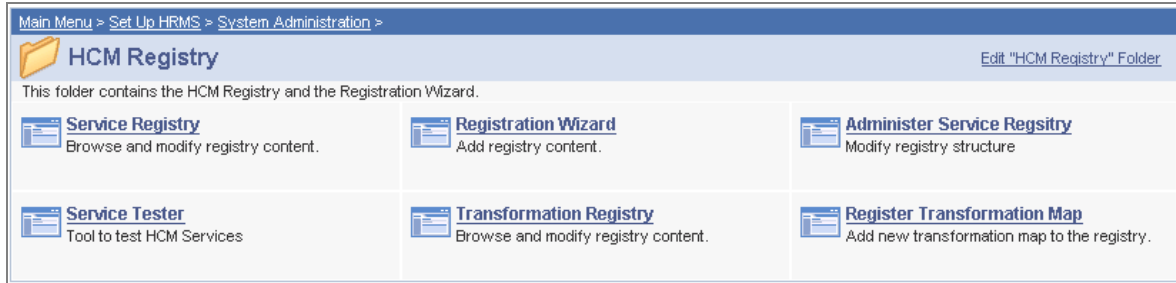 Main Menu > Set Up HRMS > System Administration >
HCM Registry
Edit "HCM Registry" Folder
This folder contains the HCM Registry and the Registration Wizard.
Service Registry
Browse and modify registry content.
Registration Wizard
Add registry content.
Administer Service Regsitry
Modify registry structure
Service Tester
Tool to test HCM Services
Transformation Registry
Browse and modify registry content.
Register Transformation Map
Add new transformation map to the registry.